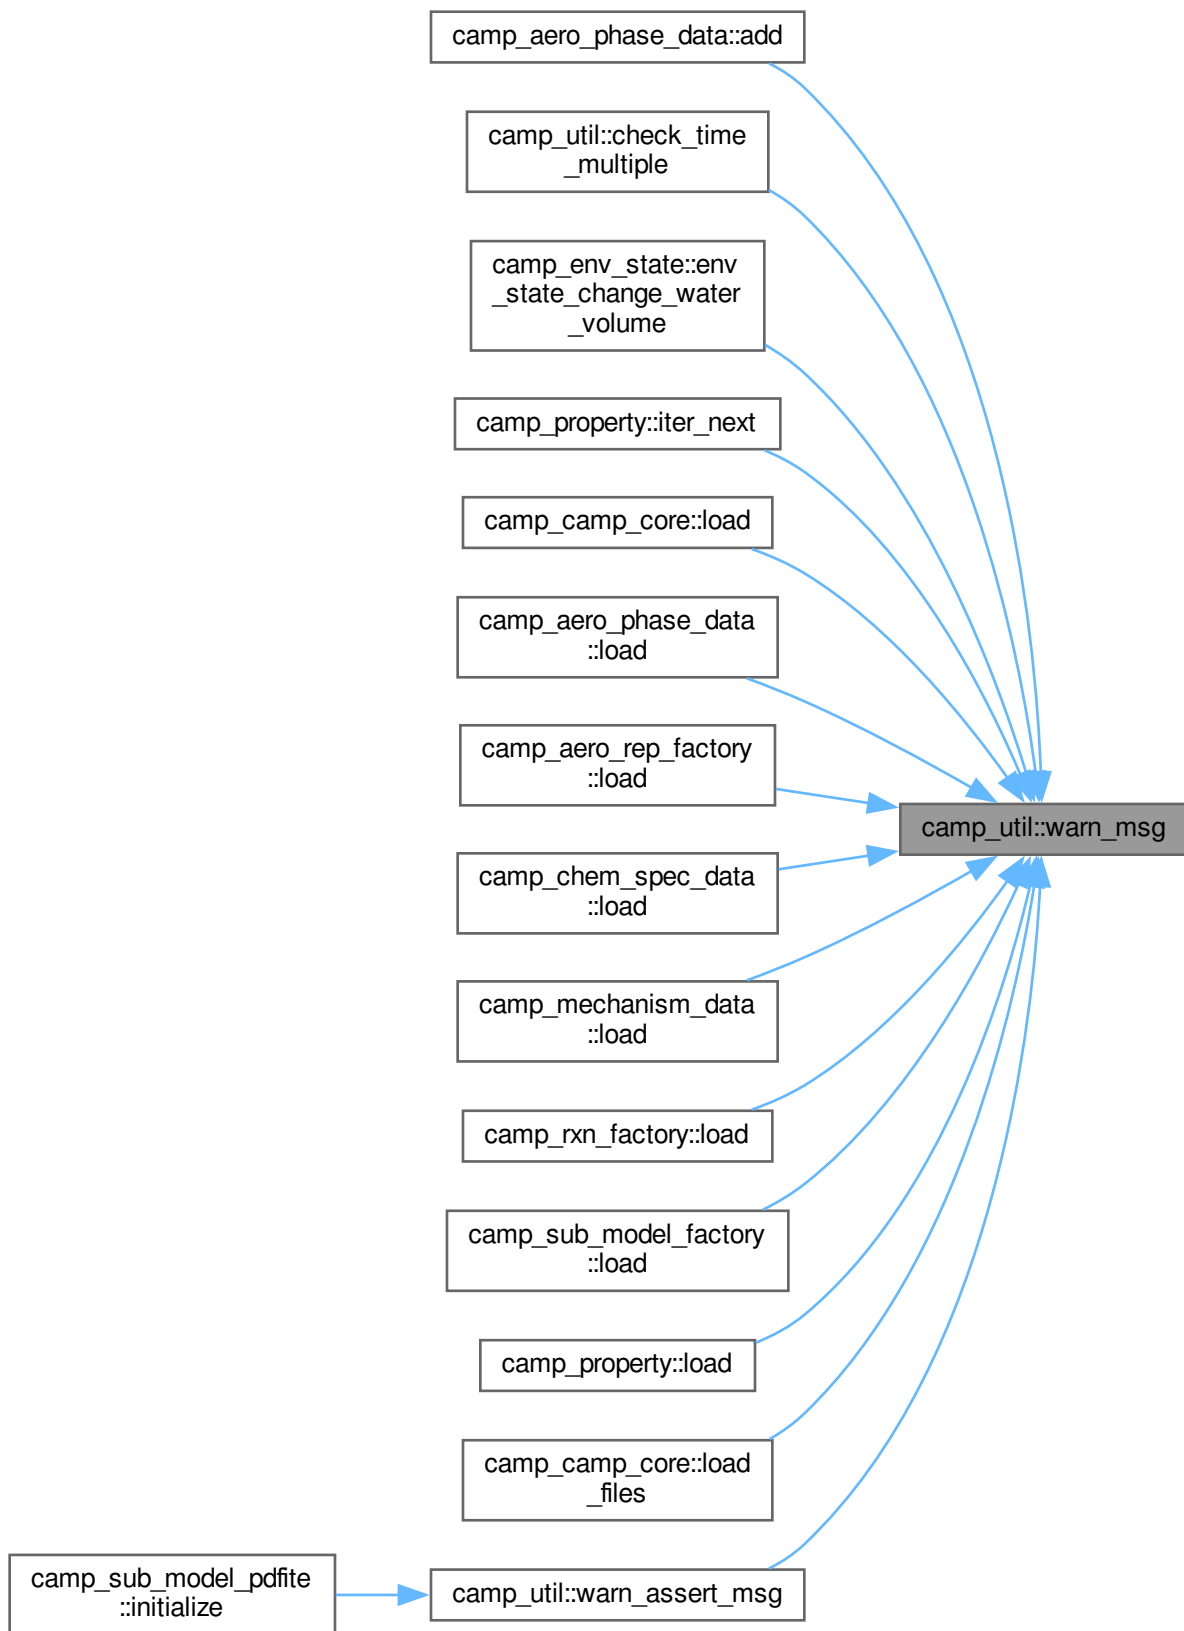 camp_aero_phase_data::add
camp_util::check_time
_multiple
camp_env_state::env
_state_change_water
_volume
camp_property::iter_next
camp_camp_core::load
camp_aero_phase_data
::load
camp_aero_rep_factory
::load
camp_util::warn_msg
camp_chem_spec_data
::load
camp_mechanism_data
::load
camp_rxn_factory::load
camp_sub_model_factory
::load
camp_property::load
camp_camp_core::load
_files
camp_sub_model_pdfite
::initialize
camp_util::warn_assert_msg